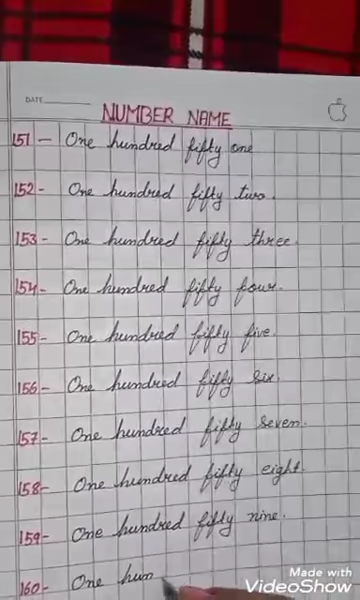 DATE
NUMBER NAME
151 - One hundred fifty one
152 - One hundred fifty two.
153 - One hundred fifty three.
154 - One hundred fifty four.
155 - One hundred fifty five.
156 - One hundred fifty six.
157 - One hundred fifty seven.
158 - One hundred fifty eight.
159 - One hundred fifty nine.
160 - One hun
Made with
VideoShow